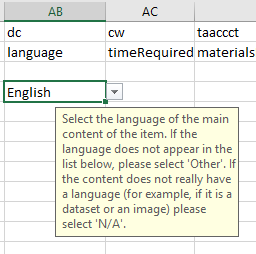 AB AC
dc cw taaccct
language timeRequired materials
English
Select the language of the main
content of the item. If the
language does not appear in the
list below, please select 'Other'. If
the content does not really have
a language (for example, if it is a
dataset or an image) please
select 'N/A'.